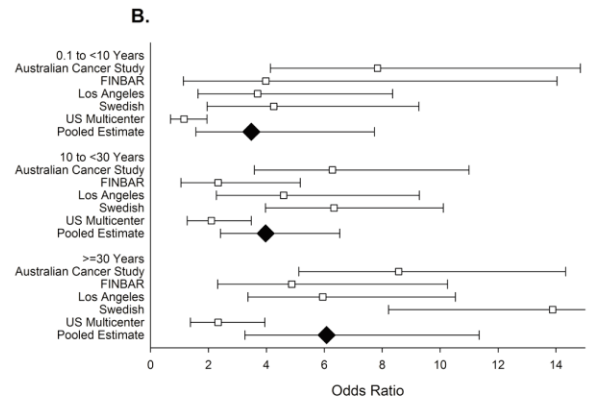 B.
0.1 to <10 Years
Australian Cancer Study
FINBAR
Los Angeles
Swedish
US Multicenter
Pooled Estimate
10 to <30 Years
Australian Cancer Study
FINBAR
Los Angeles
Swedish
US Multicenter
Pooled Estimate
>=30 Years
Australian Cancer Study
FINBAR
Los Angeles
Swedish
US Multicenter
Pooled Estimate
0 2 4 6 8 10 12 14
Odds Ratio